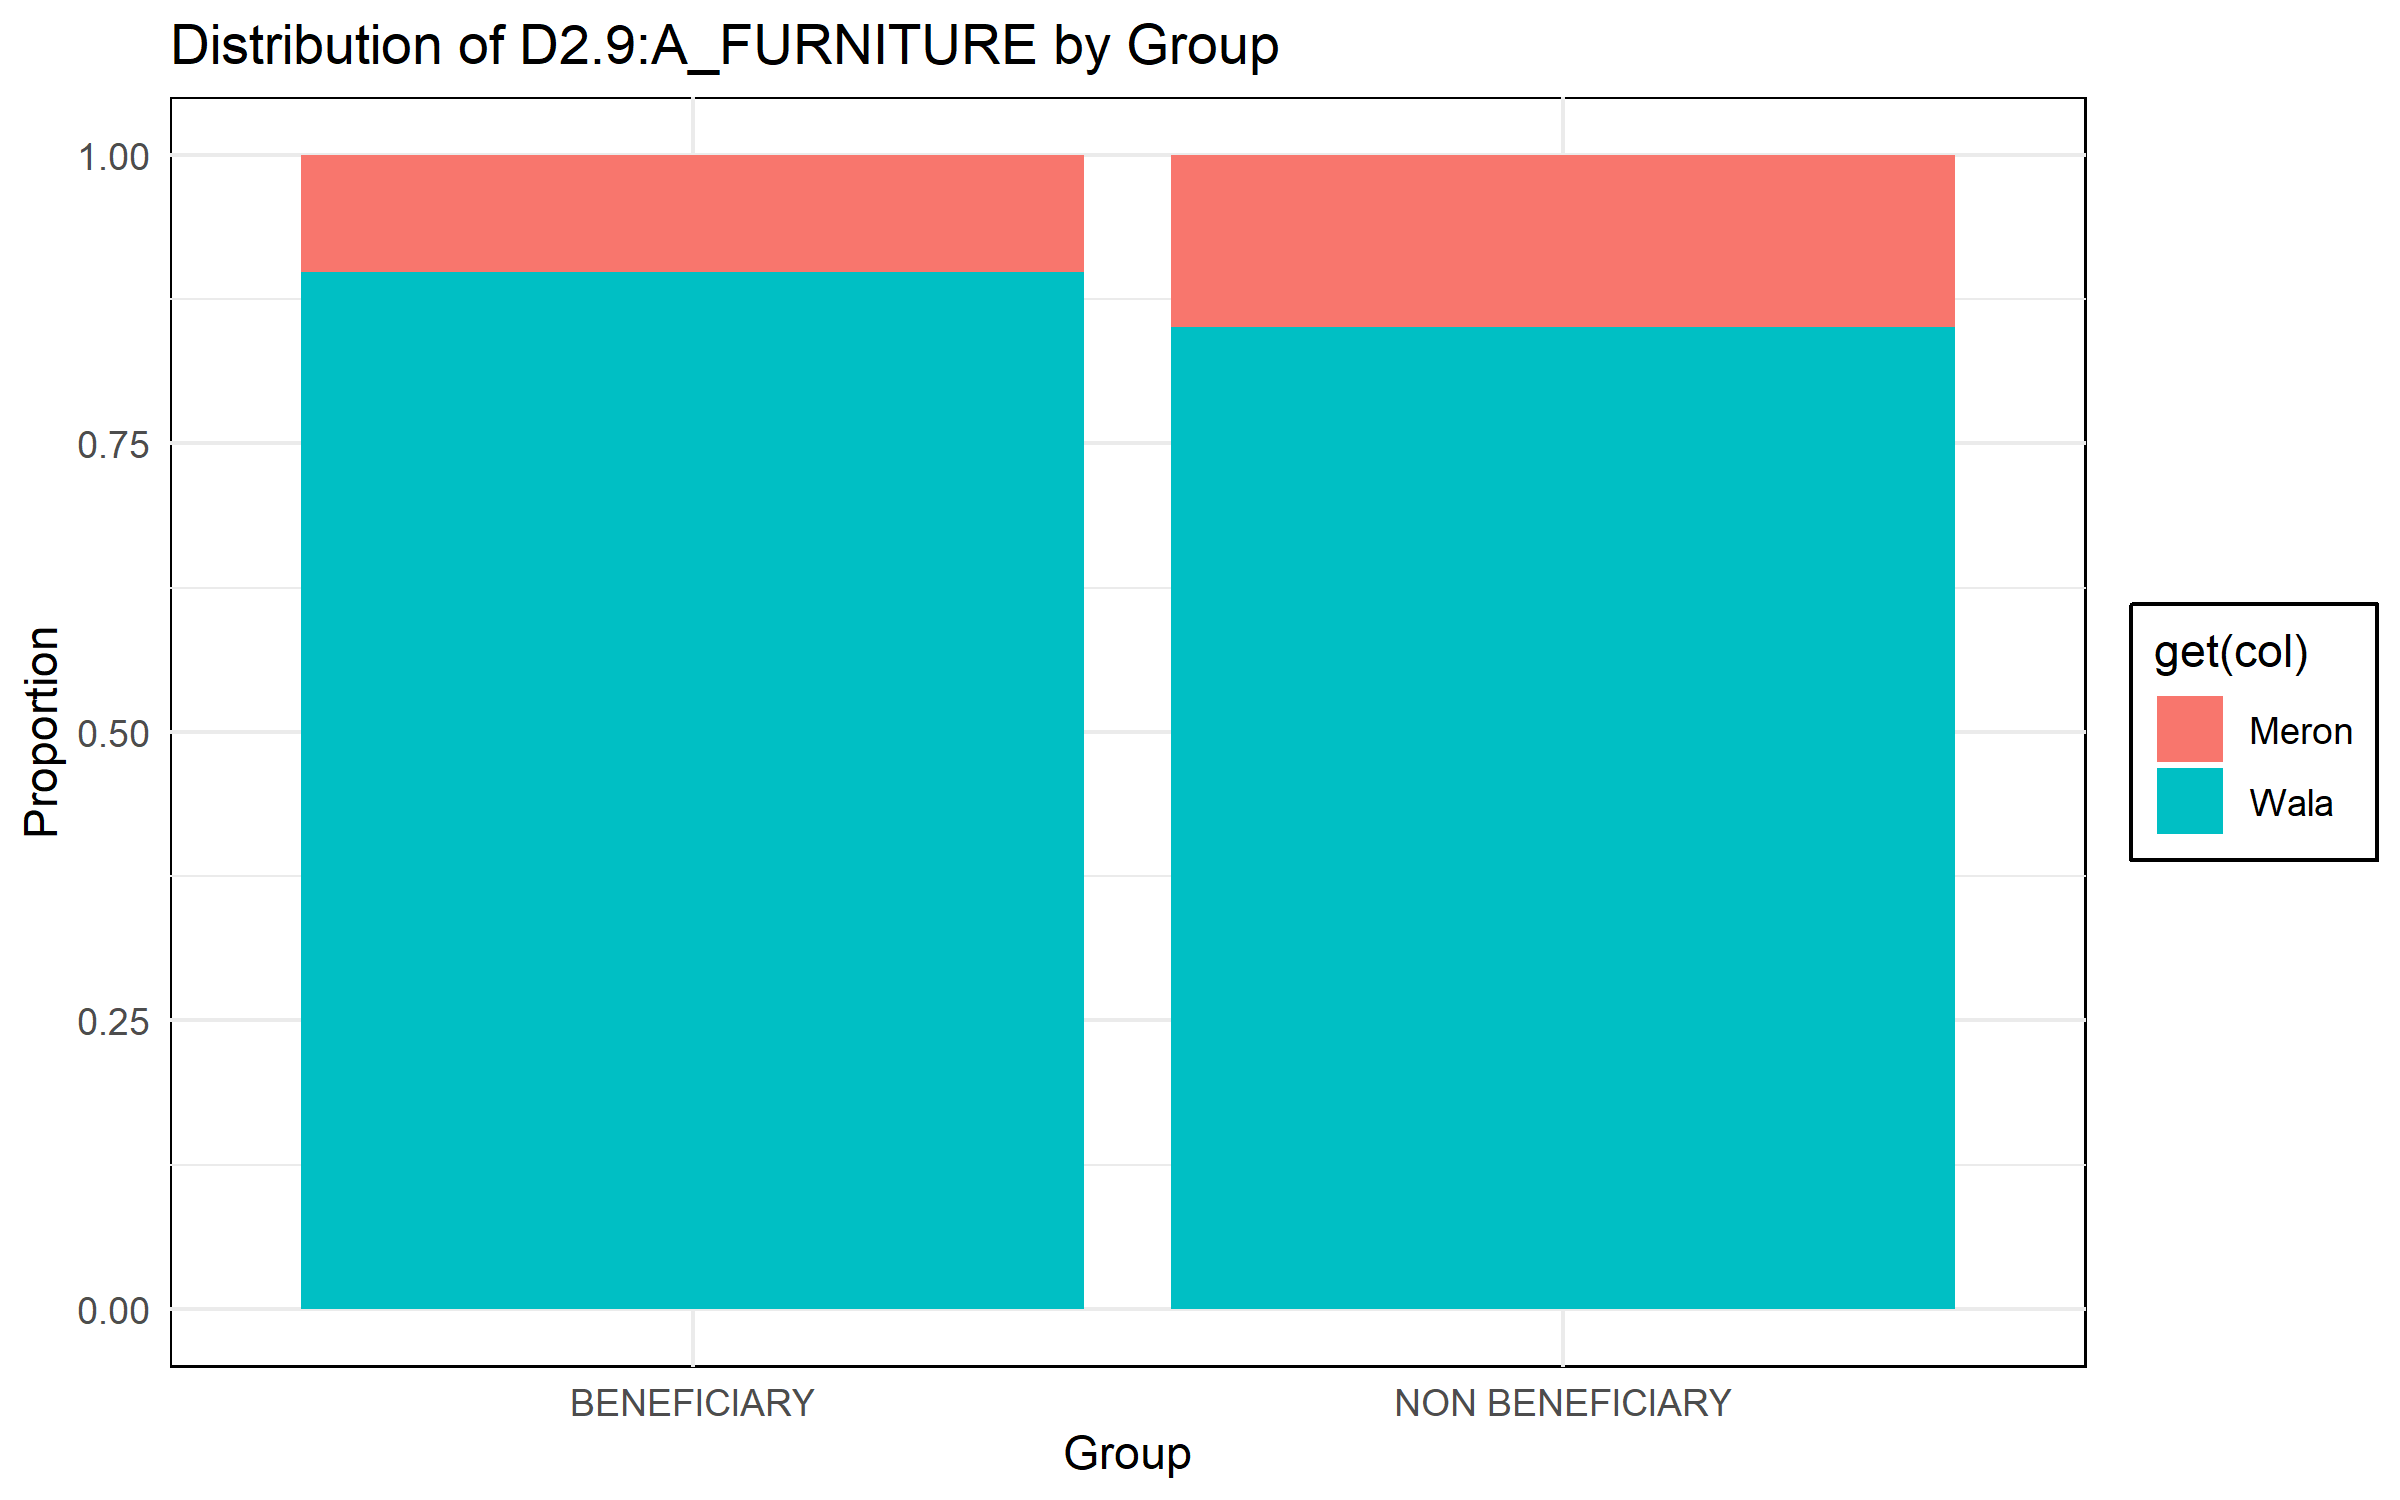 Distribution of D2.9:A_FURNITURE by Group
1.00
0.75
0.50
0.25
0.00
Proportion
BENEFICIARY
NON BENEFICIARY
Group
get(col)
Meron
Wala